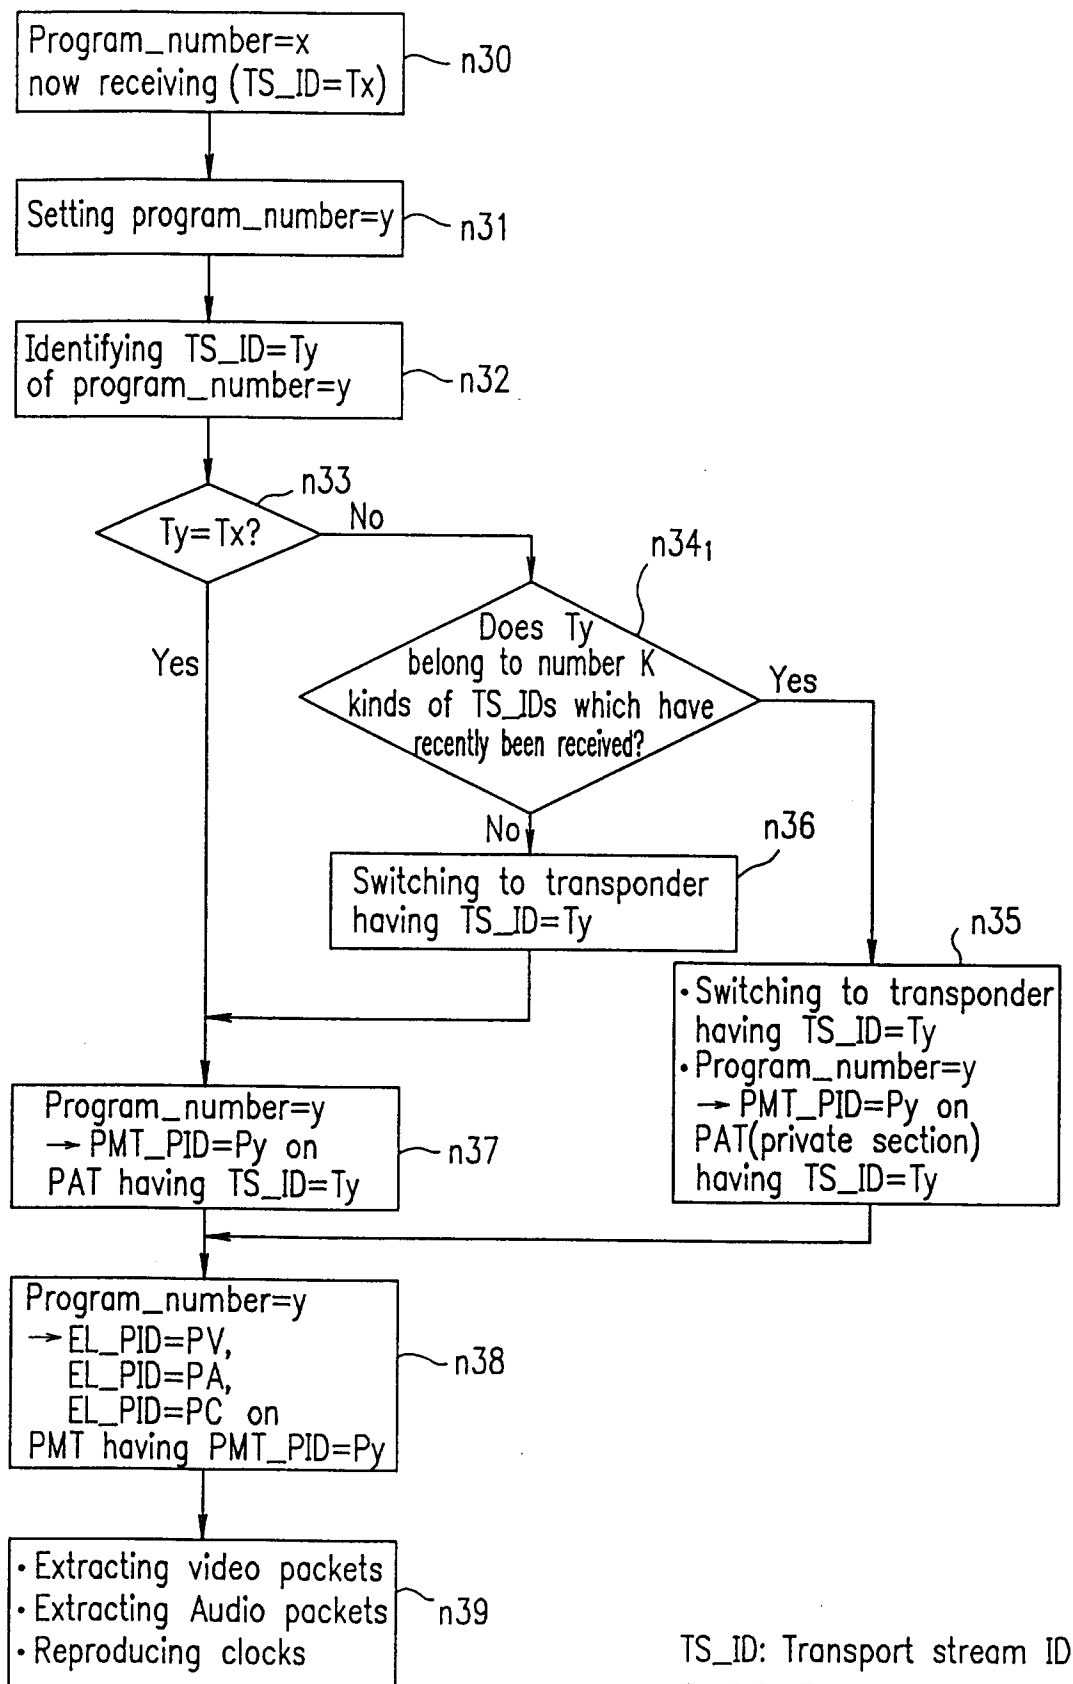 Program_number=x
now receiving (TS_ID=Tx)
n30
Setting program_number=y
n31
Identifying TS_ID=Ty
of program_number=y
n32
n33
Ty=Tx?
No
Yes
n34₁
Does Ty
belong to number K
kinds of TS_IDs which have
recently been received?
Yes
No
n36
Switching to transponder
having TS_ID=Ty
n35
· Switching to transponder
having TS_ID=Ty
· Program_number=y
→ PMT_PID=Py on
PAT(private section)
having TS_ID=Ty
Program_number=y
→ PMT_PID=Py on
PAT having TS_ID=Ty
n37
Program_number=y
→ EL_PID=PV,
EL_PID=PA,
EL_PID=PC on
PMT having PMT_PID=Py
n38
· Extracting video packets
· Extracting Audio packets
· Reproducing clocks
n39
TS_ID: Transport stream ID